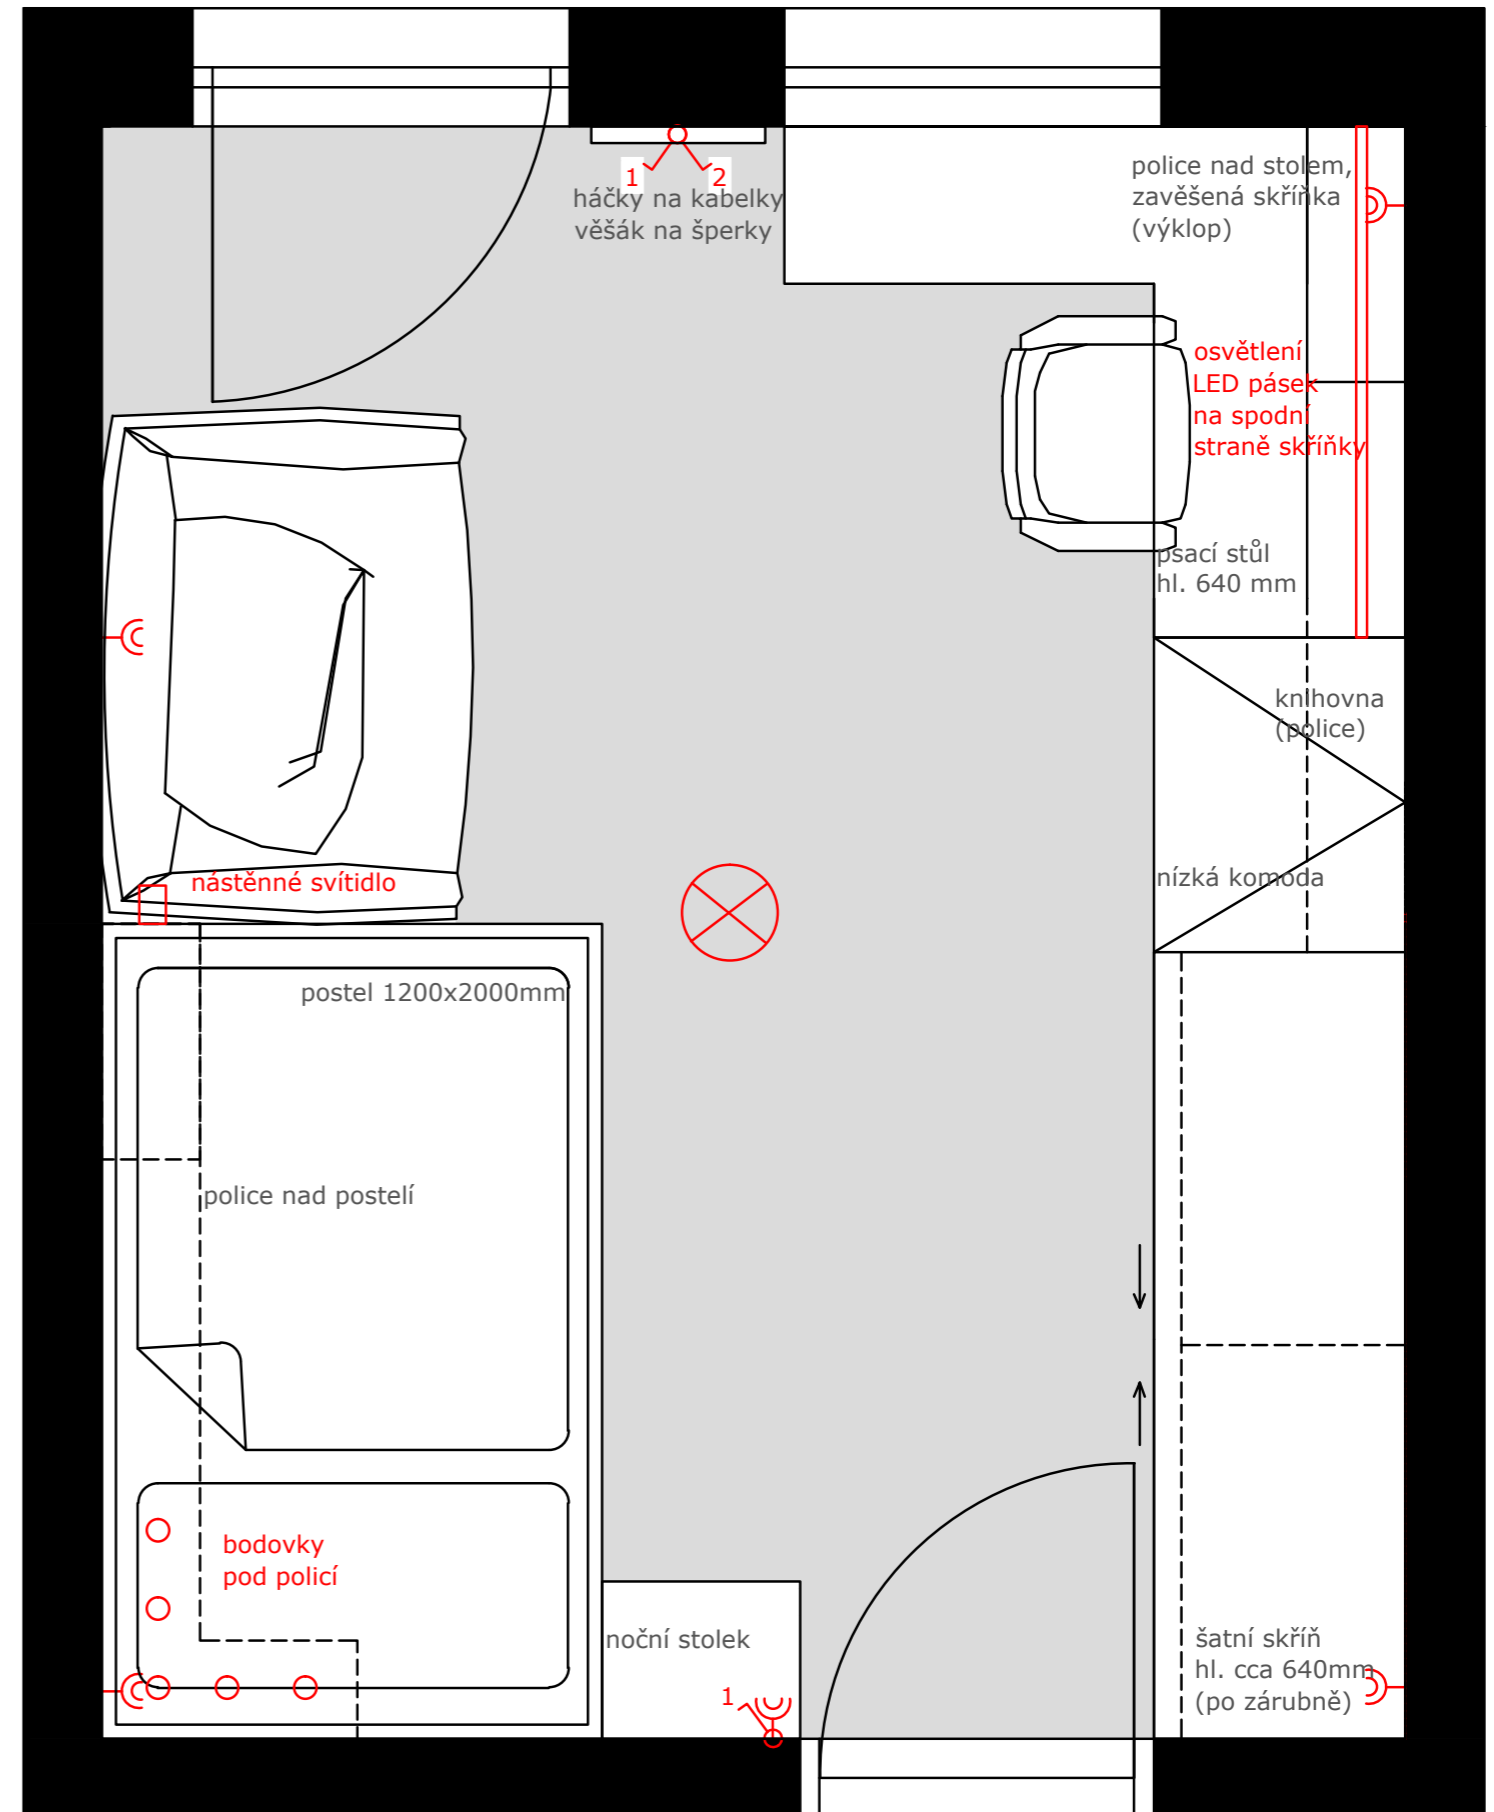 1
2
háčky na kabelky
věšák na šperky
police nad stolem,
zavěšená skříňka
(výklop)
osvětlení
LED pásek
na spodní
straně skříňky
psací stůl
hl. 640 mm
knihovna
(police)
nízká komoda
nástěnné svítidlo
postel 1200x2000mm
police nad postelí
bodovky
pod policí
noční stolek
1
šatní skříň
hl. cca 640mm
(po zárubně)